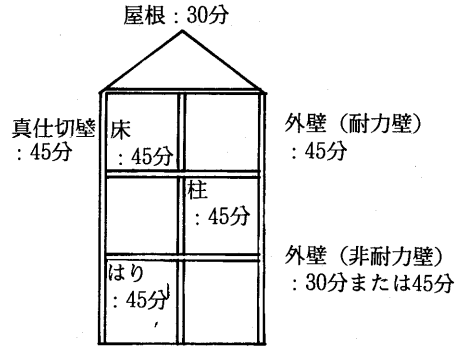 屋根：30分
真仕切壁
：45分
床
：45分
外壁（耐力壁）
：45分
柱
：45分
はり
：45分
外壁（非耐力壁）
：30分または45分